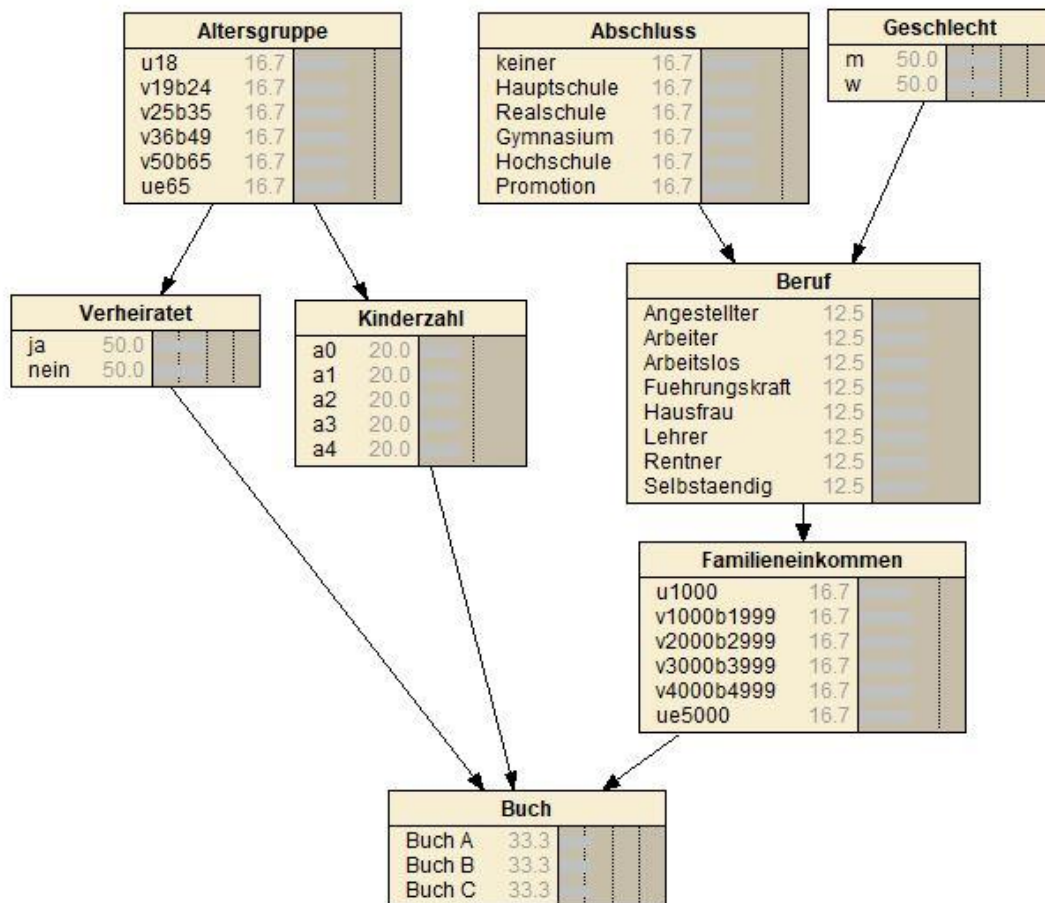 Altersgruppe
u18 16.7
v19b24 16.7
v25b35 16.7
v36b49 16.7
v50b65 16.7
ue65 16.7
Abschluss
keiner 16.7
Hauptschule 16.7
Realschule 16.7
Gymnasium 16.7
Hochschule 16.7
Promotion 16.7
Geschlecht
m 50.0
w 50.0
Verheiratet
ja 50.0
nein 50.0
Kinderzahl
a0 20.0
a1 20.0
a2 20.0
a3 20.0
a4 20.0
Beruf
Angestellter 12.5
Arbeiter 12.5
Arbeitslos 12.5
Fuehrungskraft 12.5
Hausfrau 12.5
Lehrer 12.5
Rentner 12.5
Selbstaendig 12.5
Familieneinkommen
u1000 16.7
v1000b1999 16.7
v2000b2999 16.7
v3000b3999 16.7
v4000b4999 16.7
ue5000 16.7
Buch
Buch A 33.3
Buch B 33.3
Buch C 33.3